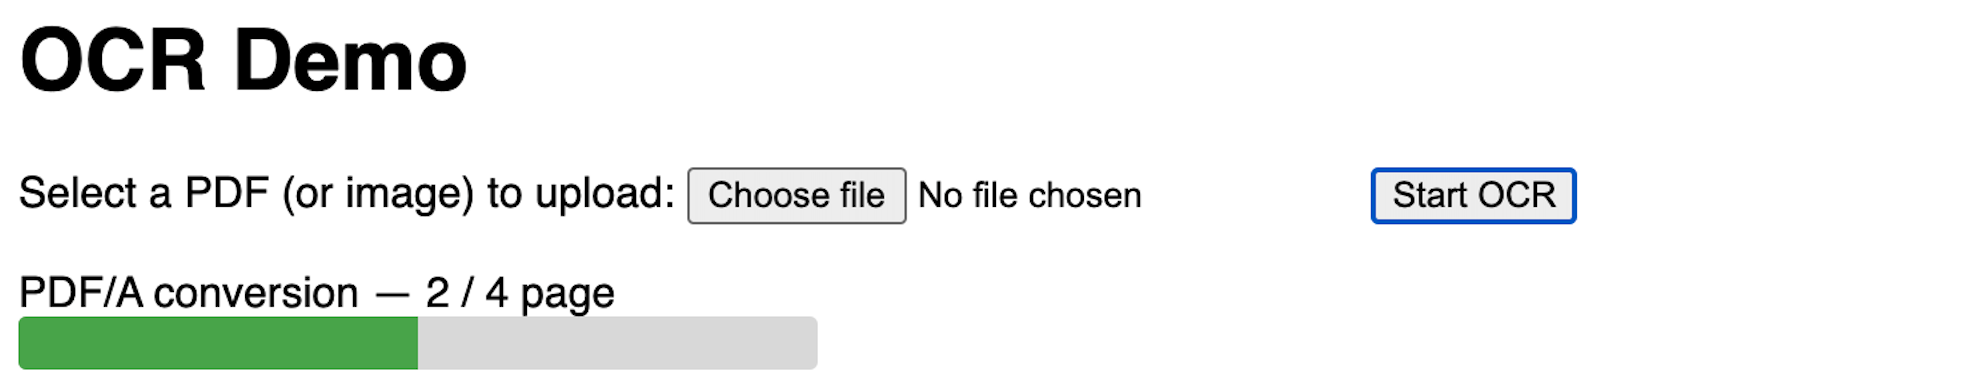 OCR Demo
Select a PDF (or image) to upload: Choose file No file chosen Start OCR
PDF/A conversion — 2 / 4 page